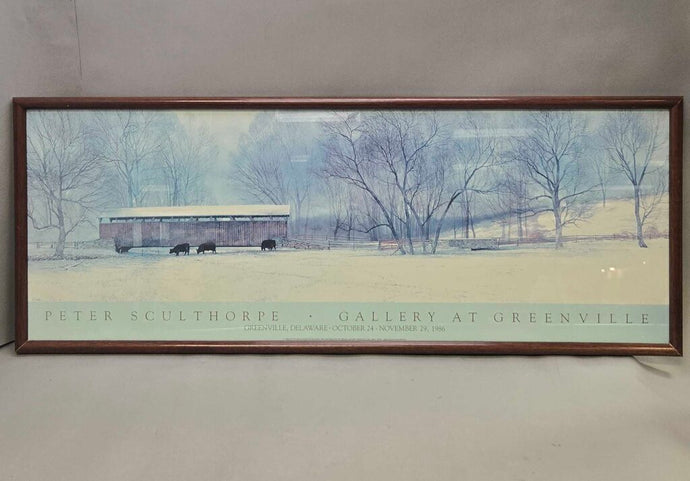 PETER SCULTHORPE · GALLERY AT GREENVILLE
GREENVILLE, DELAWARE · OCTOBER 24 - NOVEMBER 29, 1986